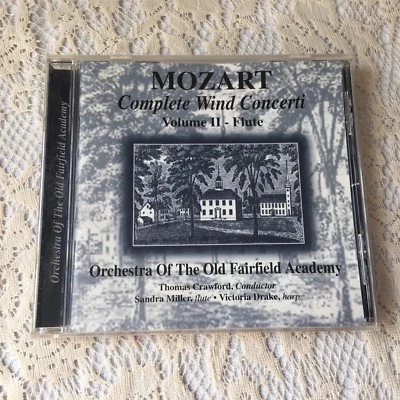 MOZART
Complete Wind Concerti
Volume II - Flute
Orchestra Of The Old Fairfield Academy
Thomas Crawford, Conductor
Sandra Miller, flute • Victoria Drake, harp
Orchestra Of The Old Fairfield Academy